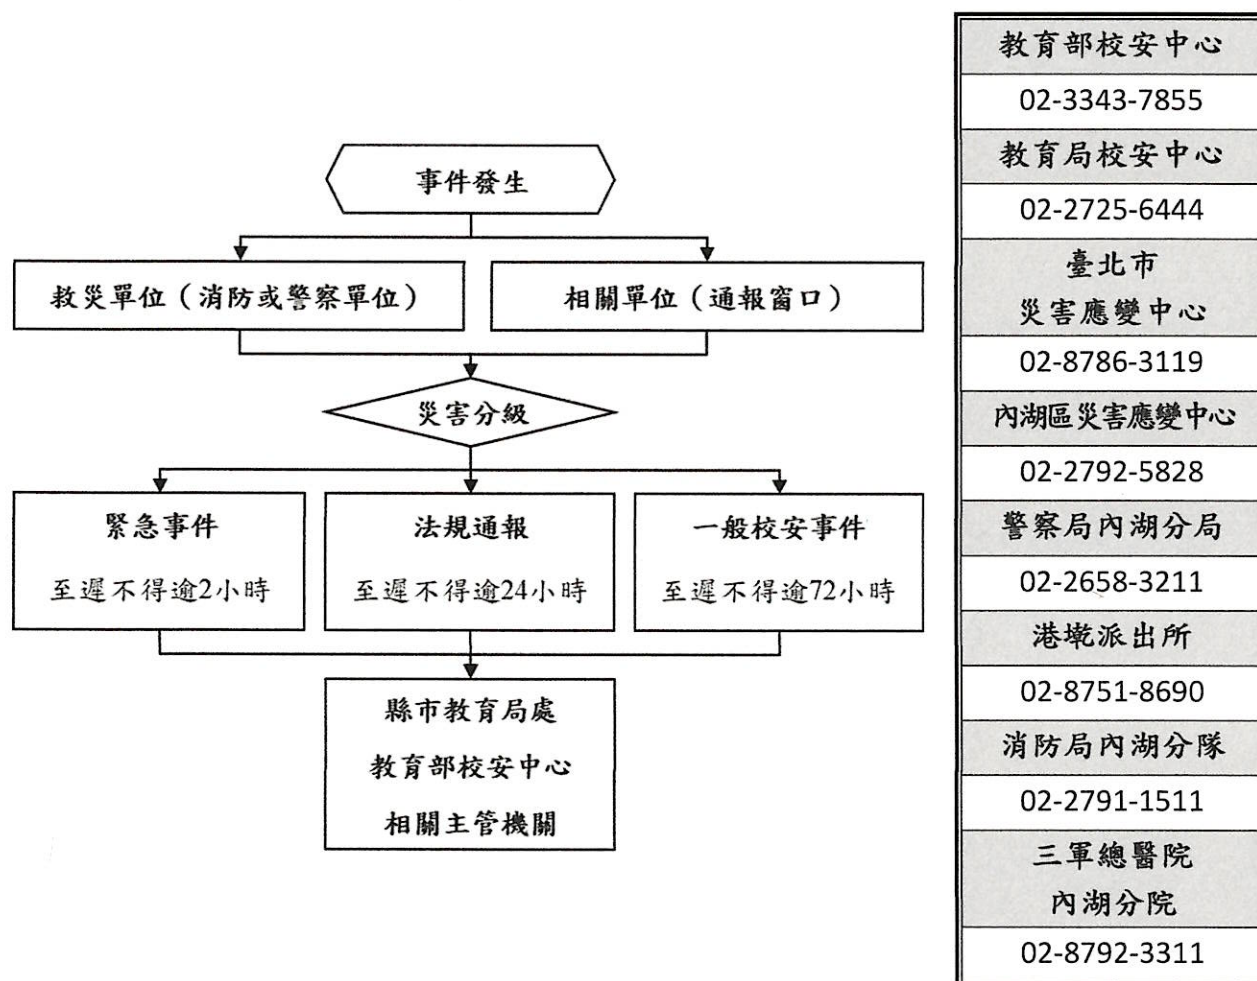 事件發生
救災單位（消防或警察單位）
相關單位（通報窗口）
災害分級
緊急事件
至遲不得逾2小時
法規通報
至遲不得逾24小時
一般校安事件
至遲不得逾72小時
縣市教育局處
教育部校安中心
相關主管機關
教育部校安中心
02-3343-7855
教育局校安中心
02-2725-6444
臺北市
災害應變中心
02-8786-3119
內湖區災害應變中心
02-2792-5828
警察局內湖分局
02-2658-3211
港墘派出所
02-8751-8690
消防局內湖分隊
02-2791-1511
三軍總醫院
內湖分院
02-8792-3311